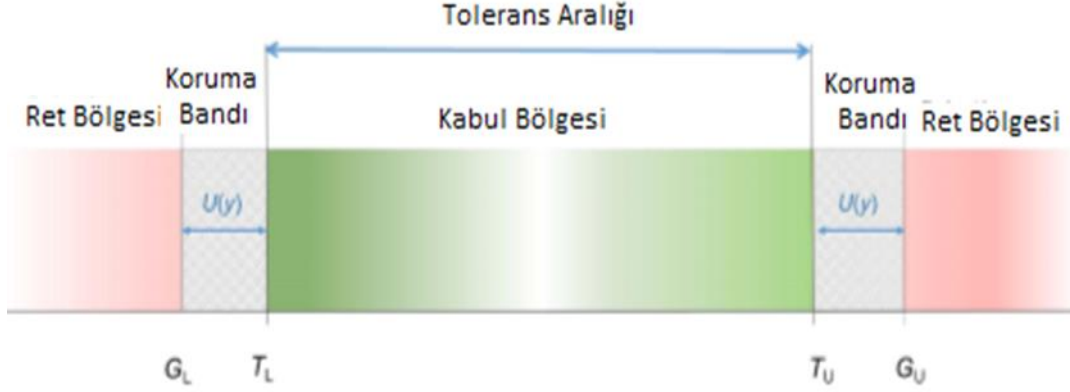 Tolerans Aralığı
Koruma
Bandı
Koruma
Bandı
Ret Bölgesi
Kabul Bölgesi
Ret Bölgesi
U(y)
U(y)
GL
TL
TU
GU